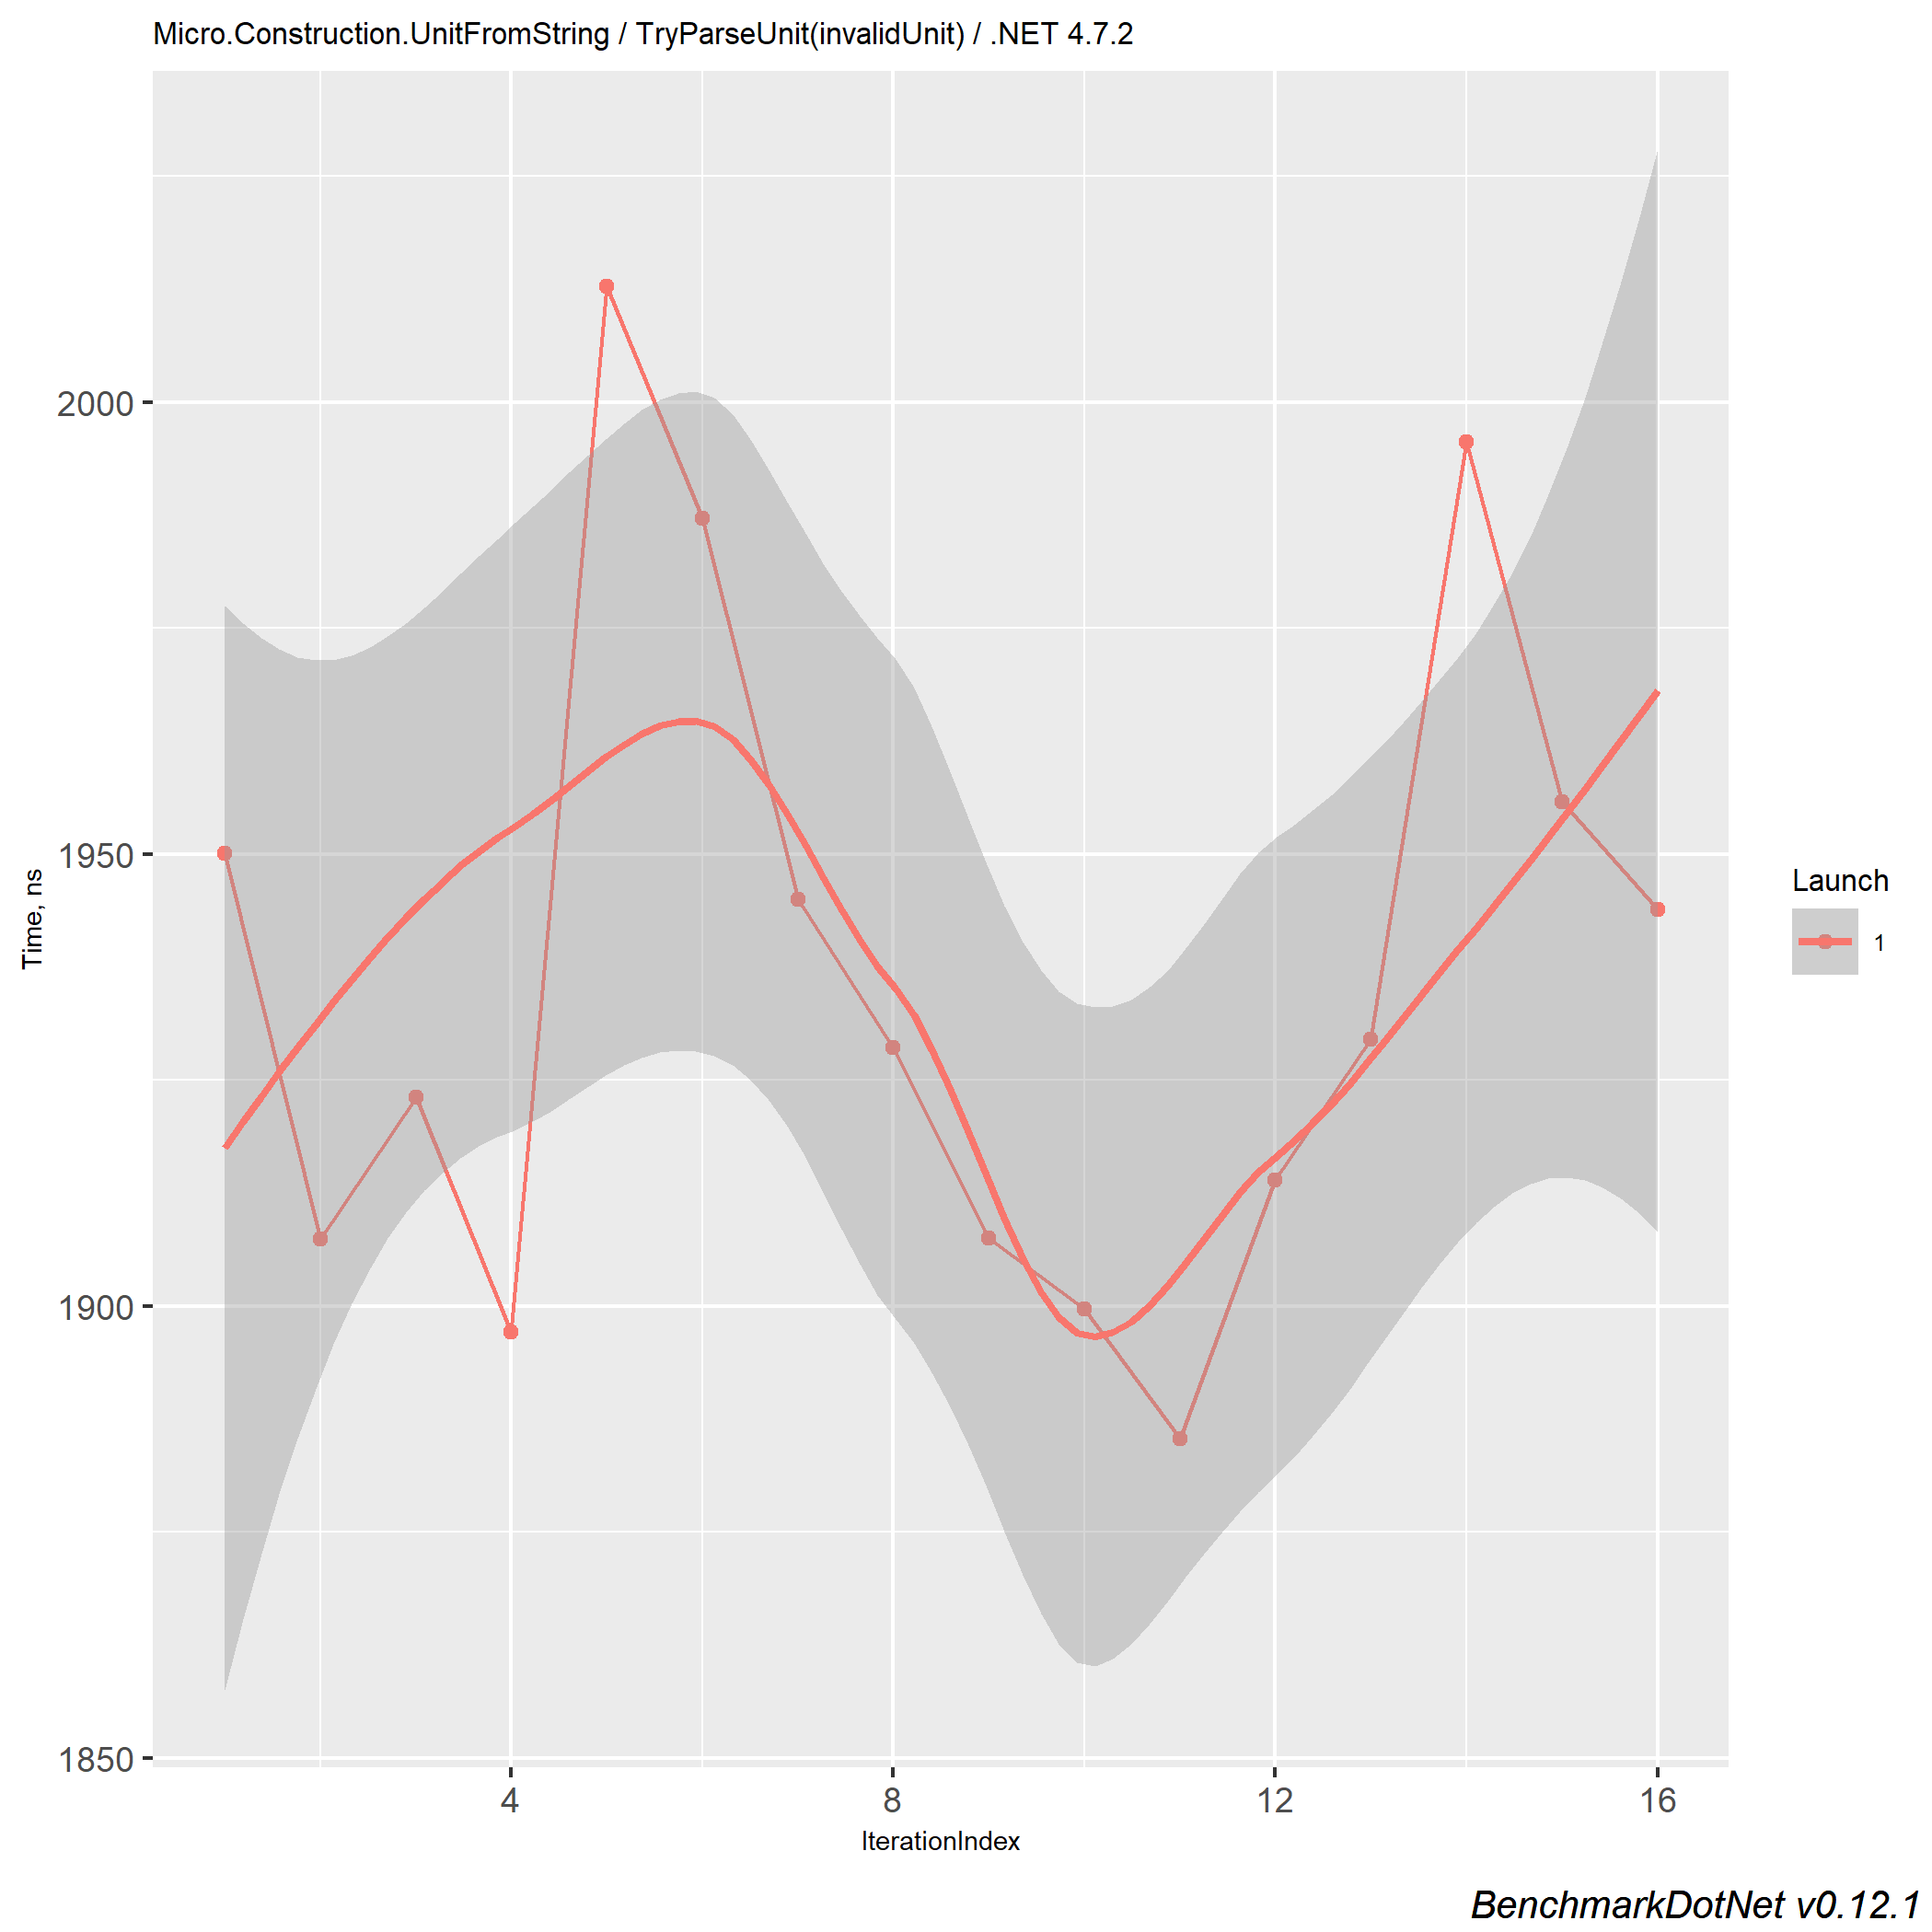 Micro.Construction.UnitFromString / TryParseUnit(invalidUnit) / .NET 4.7.2
Time, ns
2000
1950
1900
1850
4
8
12
16
IterationIndex
Launch
1
BenchmarkDotNet v0.12.1